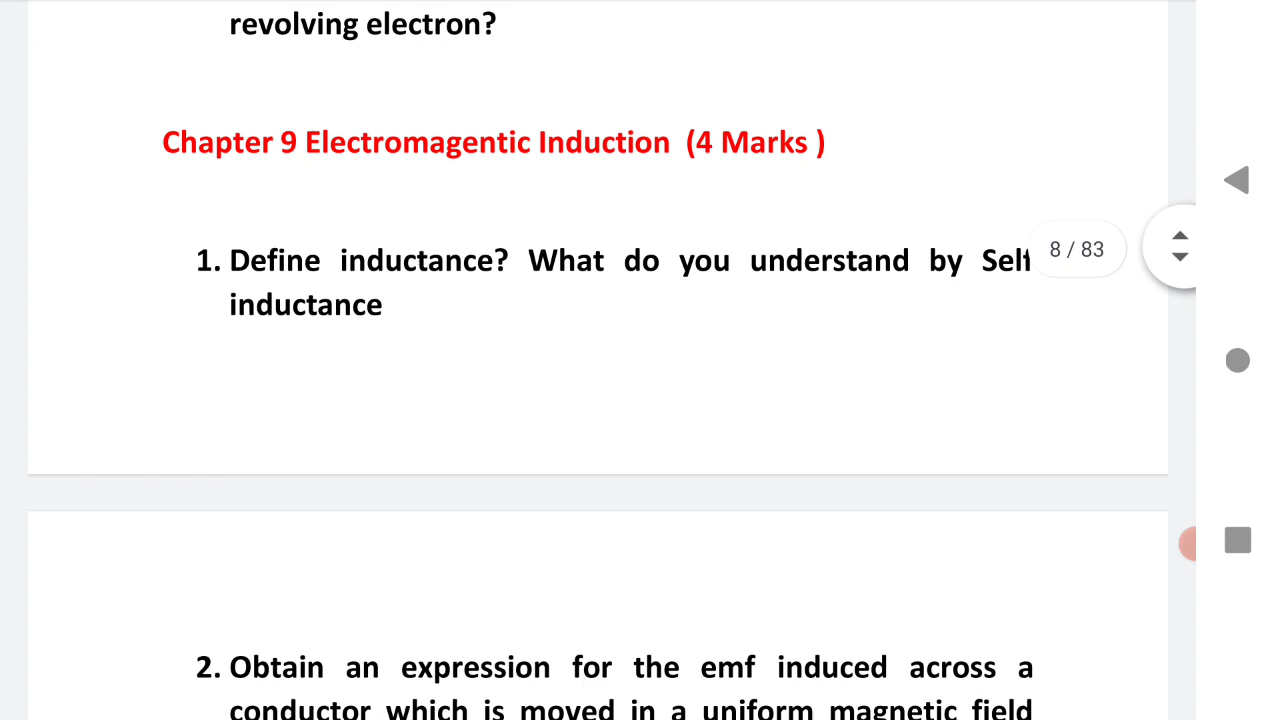 revolving electron?
Chapter 9 Electromagentic Induction (4 Marks )
1. Define inductance? What do you understand by Self
8 / 83
inductance
2. Obtain an expression for the emf induced across a
conductor which is moved in a uniform magnetic field